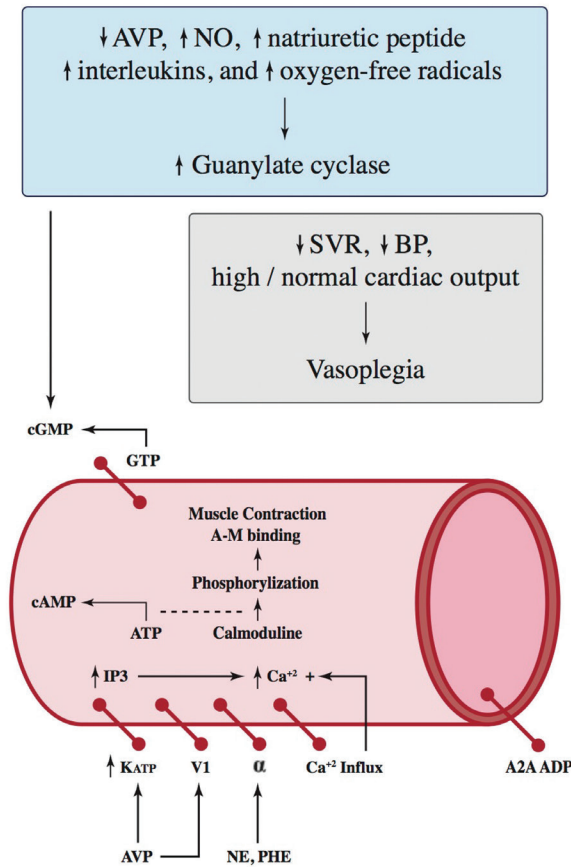 ↓ AVP, ↑ NO, ↑ natriuretic peptide
↑ interleukins, and ↑ oxygen-free radicals
↑ Guanylate cyclase
↓ SVR, ↓ BP,
high / normal cardiac output
Vasoplegia
cGMP
GTP
Muscle Contraction
A-M binding
Phosphorylization
cAMP
ATP
Calmoduline
↑ IP3
↑ Ca⁺² +
↑ KATP
V1
α
Ca⁺² Influx
A2A ADP
AVP
NE, PHE